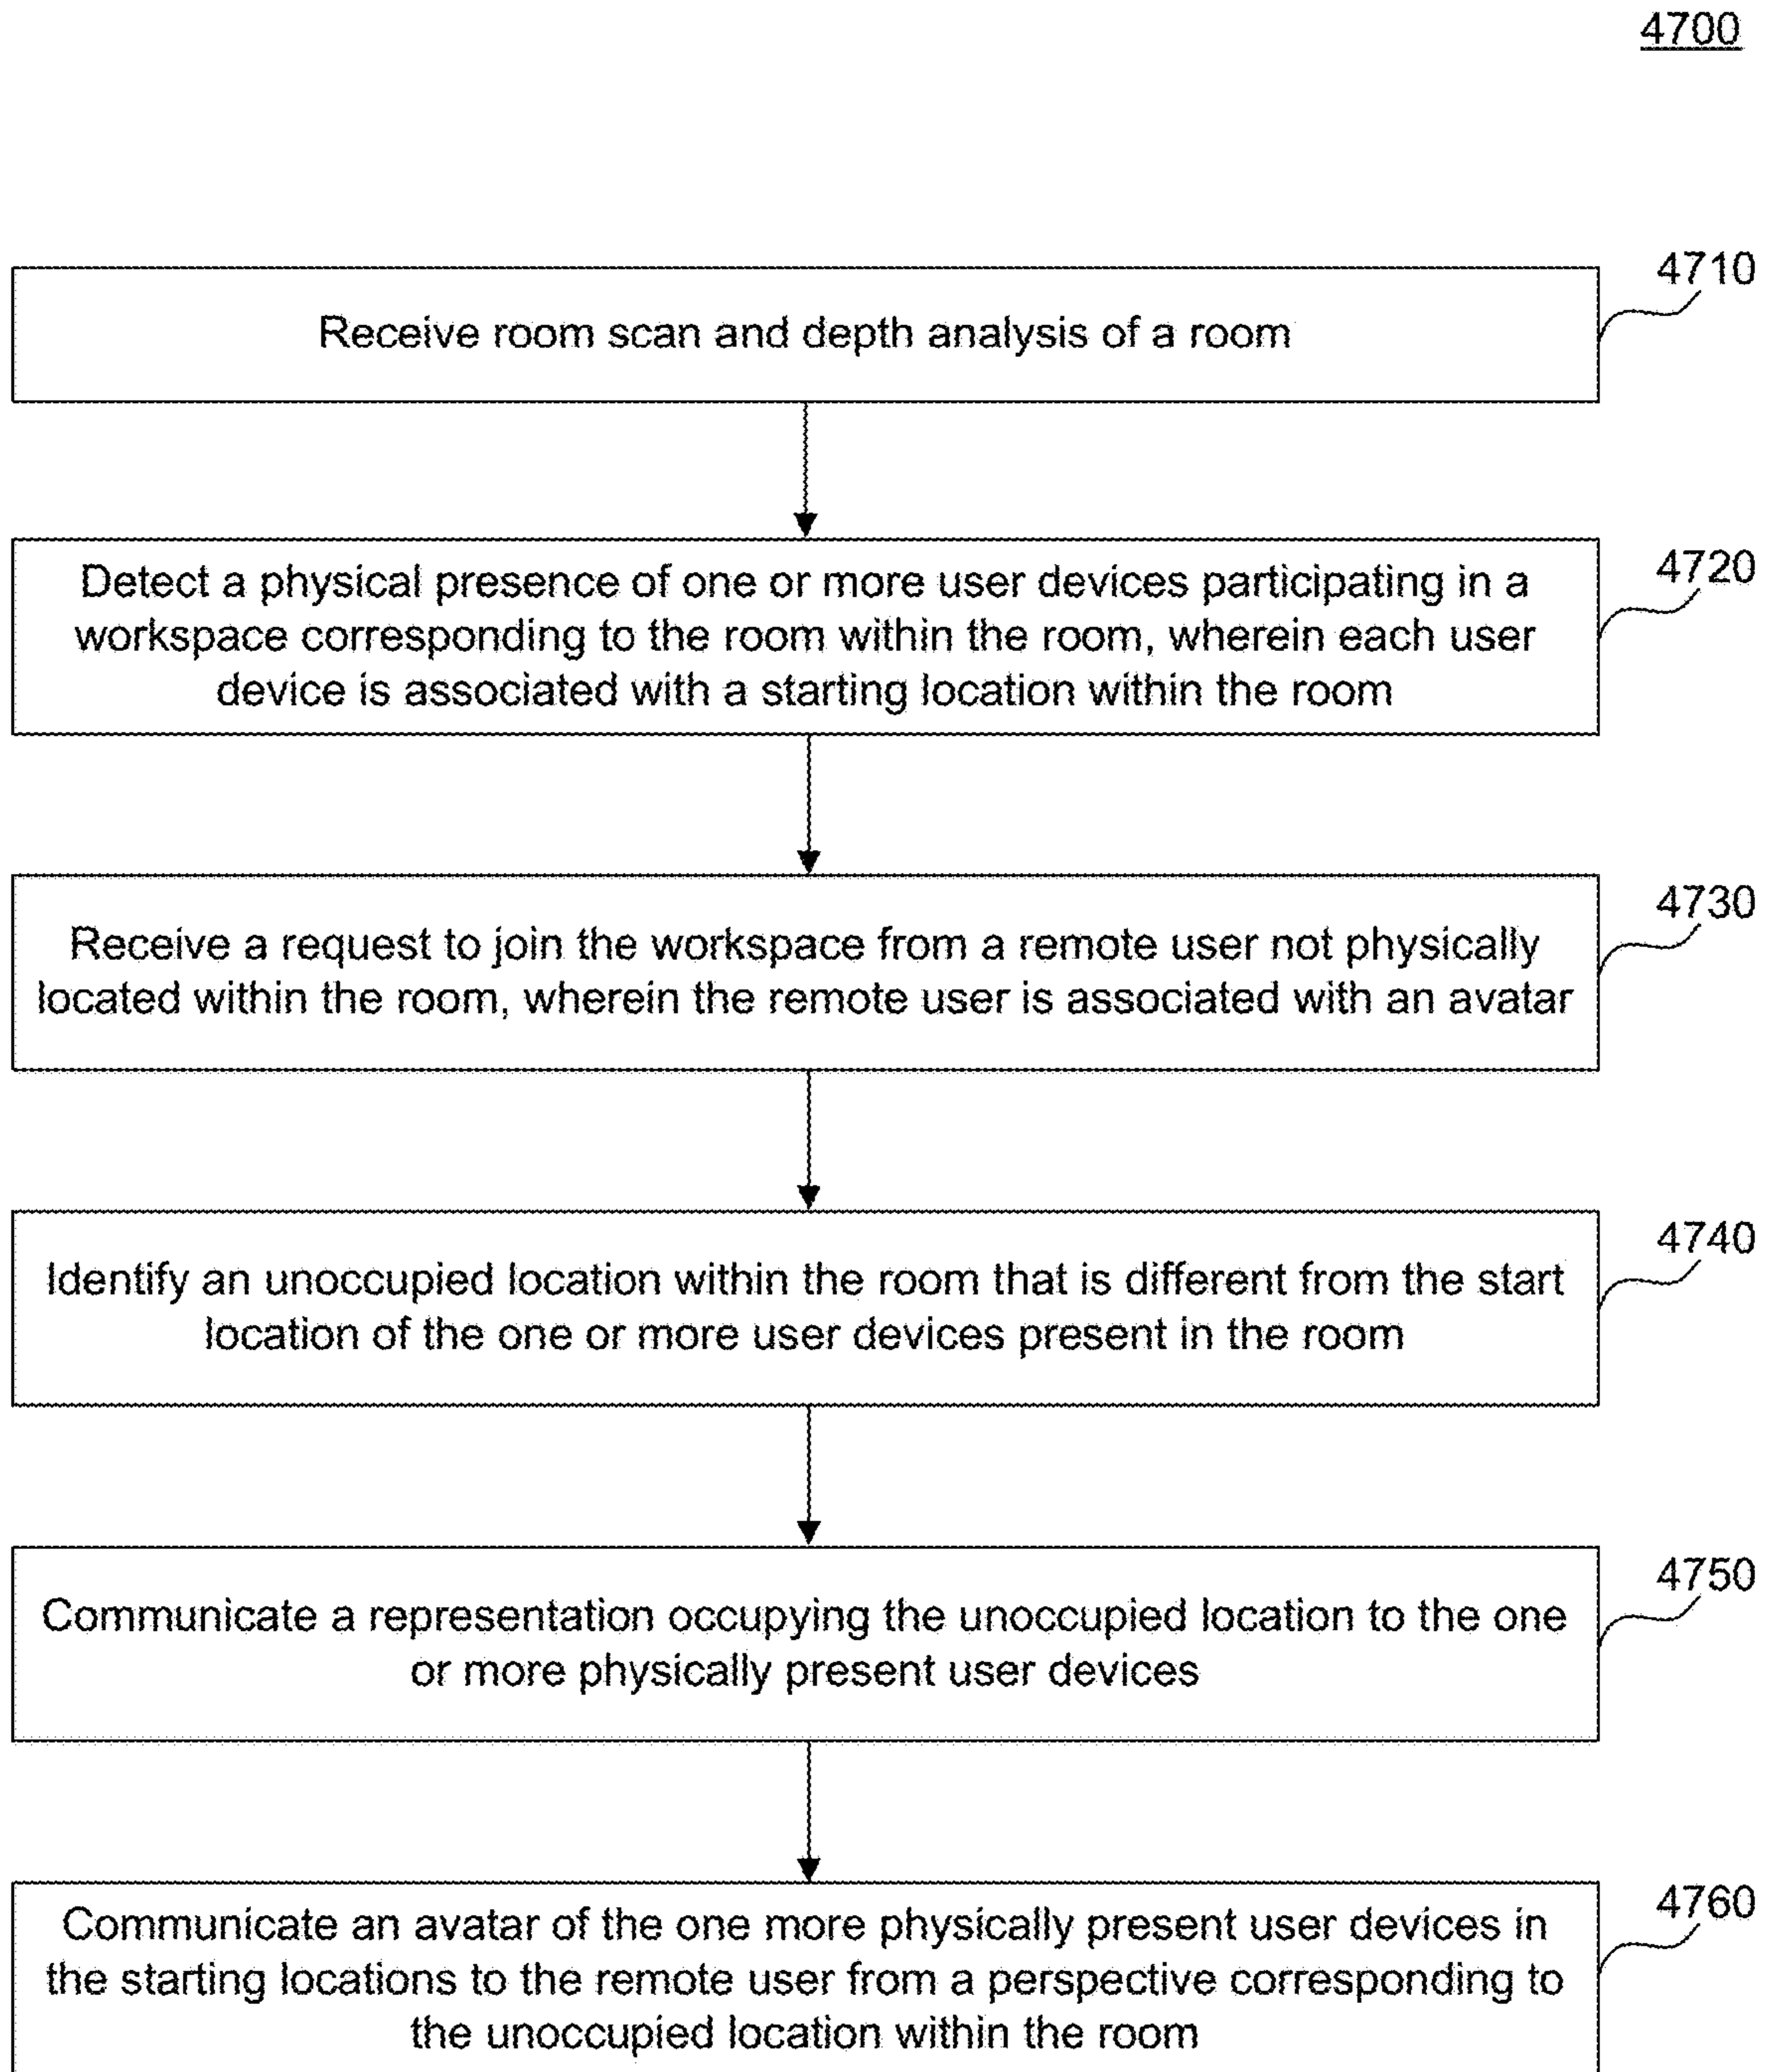 4700
4710
Receive room scan and depth analysis of a room
4720
Detect a physical presence of one or more user devices participating in a
workspace corresponding to the room within the room, wherein each user
device is associated with a starting location within the room
4730
Receive a request to join the workspace from a remote user not physically
located within the room, wherein the remote user is associated with an avatar
4740
Identify an unoccupied location within the room that is different from the start
location of the one or more user devices present in the room
4750
Communicate a representation occupying the unoccupied location to the one
or more physically present user devices
4760
Communicate an avatar of the one more physically present user devices in
the starting locations to the remote user from a perspective corresponding to
the unoccupied location within the room